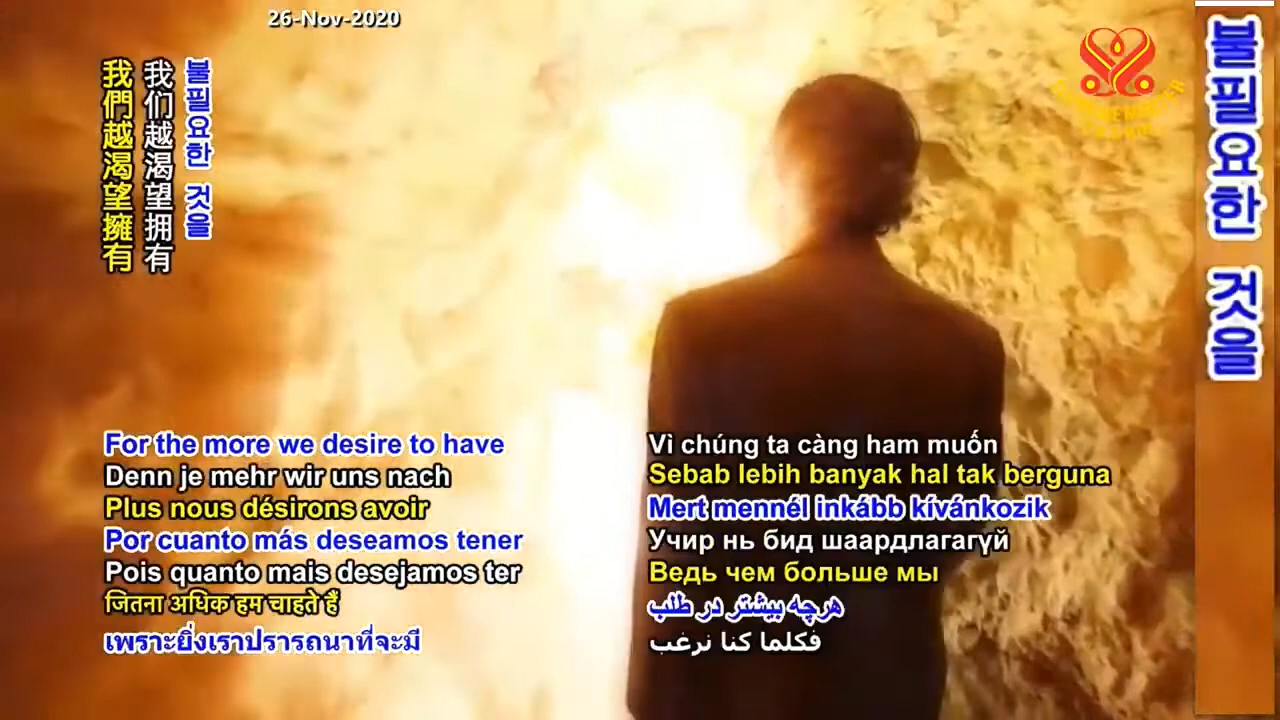 26-Nov-2020
불필요한 것을
我们越渴望拥有
我們越渴望擁有
불필요한 것을
For the more we desire to have
Denn je mehr wir uns nach
Plus nous désirons avoir
Por cuanto más deseamos tener
Pois quanto mais desejamos ter
जितना अधिक हम चाहते हैं
เพราะยิ่งเราปรารถนาที่จะมี
Vì chúng ta càng ham muốn
Sebab lebih banyak hal tak berguna
Mert mennél inkább kívánkozik
Учир нь бид шаардлагагүй
Ведь чем больше мы
هرچه بیشتر در طلب
فكلما كنا نرغب